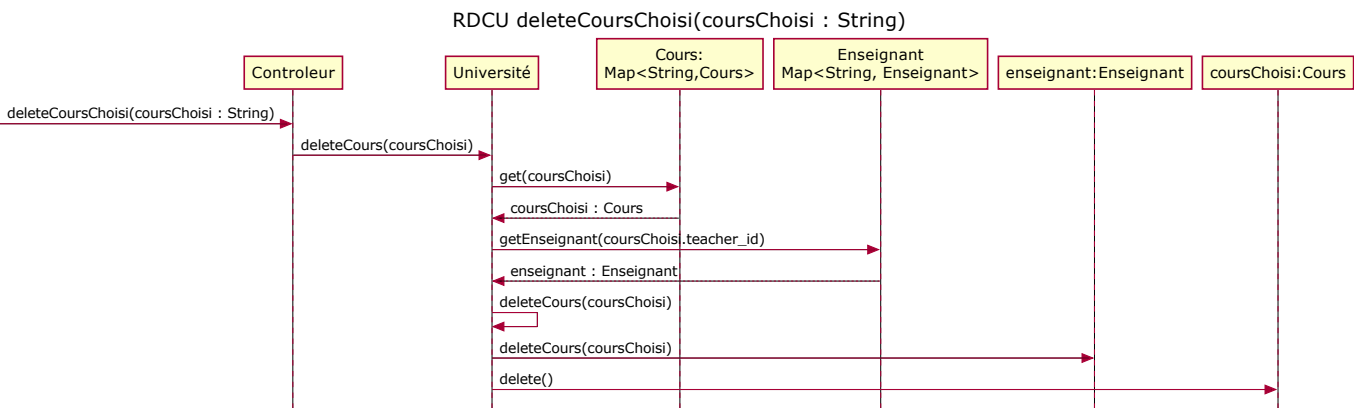 RDCU deleteCoursChoisi(coursChoisi : String)
Controleur
Université
Cours:
Map<String,Cours>
Enseignant
Map<String, Enseignant>
enseignant:Enseignant
coursChoisi:Cours
deleteCoursChoisi(coursChoisi : String)
deleteCours(coursChoisi)
get(coursChoisi)
coursChoisi : Cours
getEnseignant(coursChoisi.teacher_id)
enseignant : Enseignant
deleteCours(coursChoisi)
deleteCours(coursChoisi)
delete()